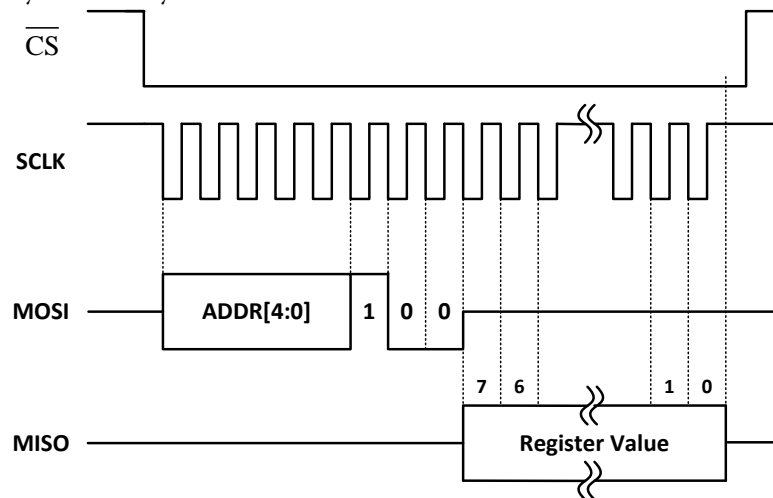 CS
SCLK
MOSI ADDR[4:0] 1 0 0
7 6 1 0
MISO Register Value